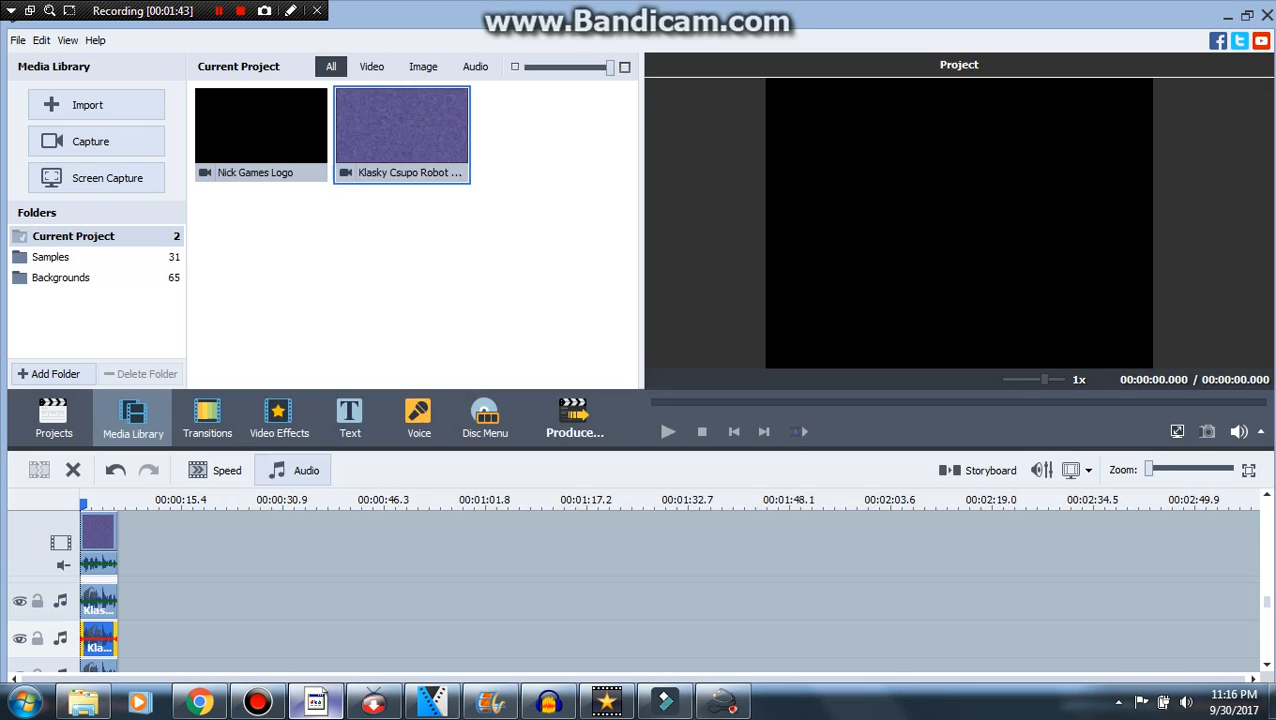 Recording [00:01:43]
www.Bandicam.com
File Edit View Help
Media Library
Current Project All Video Image Audio
Project
Import
Capture
Screen Capture
Nick Games Logo
Klasky Csupo Robot ...
Folders
Current Project 2
Samples 31
Backgrounds 65
Add Folder Delete Folder
1x 00:00:00.000 / 00:00:00.000
Projects Media Library Transitions Video Effects Text Voice Disc Menu Produce...
Speed Audio Storyboard Zoom:
00:00:15.4 00:00:30.9 00:00:46.3 00:01:01.8 00:01:17.2 00:01:32.7 00:01:48.1 00:02:03.6 00:02:19.0 00:02:34.5 00:02:49.9
Klas...
Kla...
11:16 PM
9/30/2017